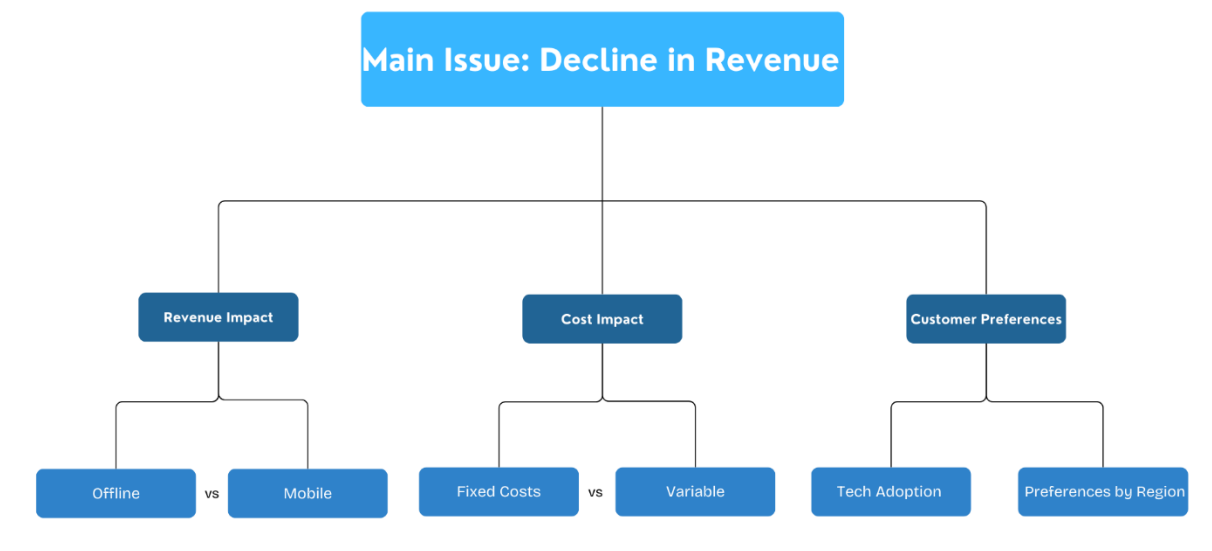 Main Issue: Decline in Revenue
Revenue Impact
Cost Impact
Customer Preferences
Offline
vs
Mobile
Fixed Costs
vs
Variable
Tech Adoption
Preferences by Region